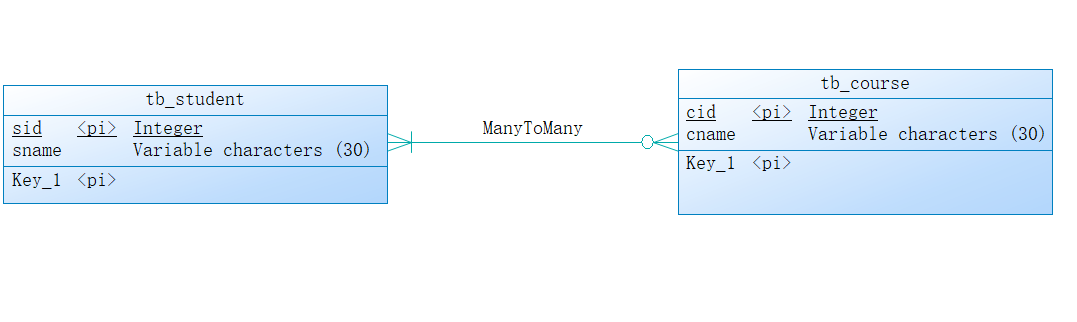 tb_student
sid <pi> Integer
sname Variable characters (30)
Key_1 <pi>
ManyToMany
tb_course
cid <pi> Integer
cname Variable characters (30)
Key_1 <pi>